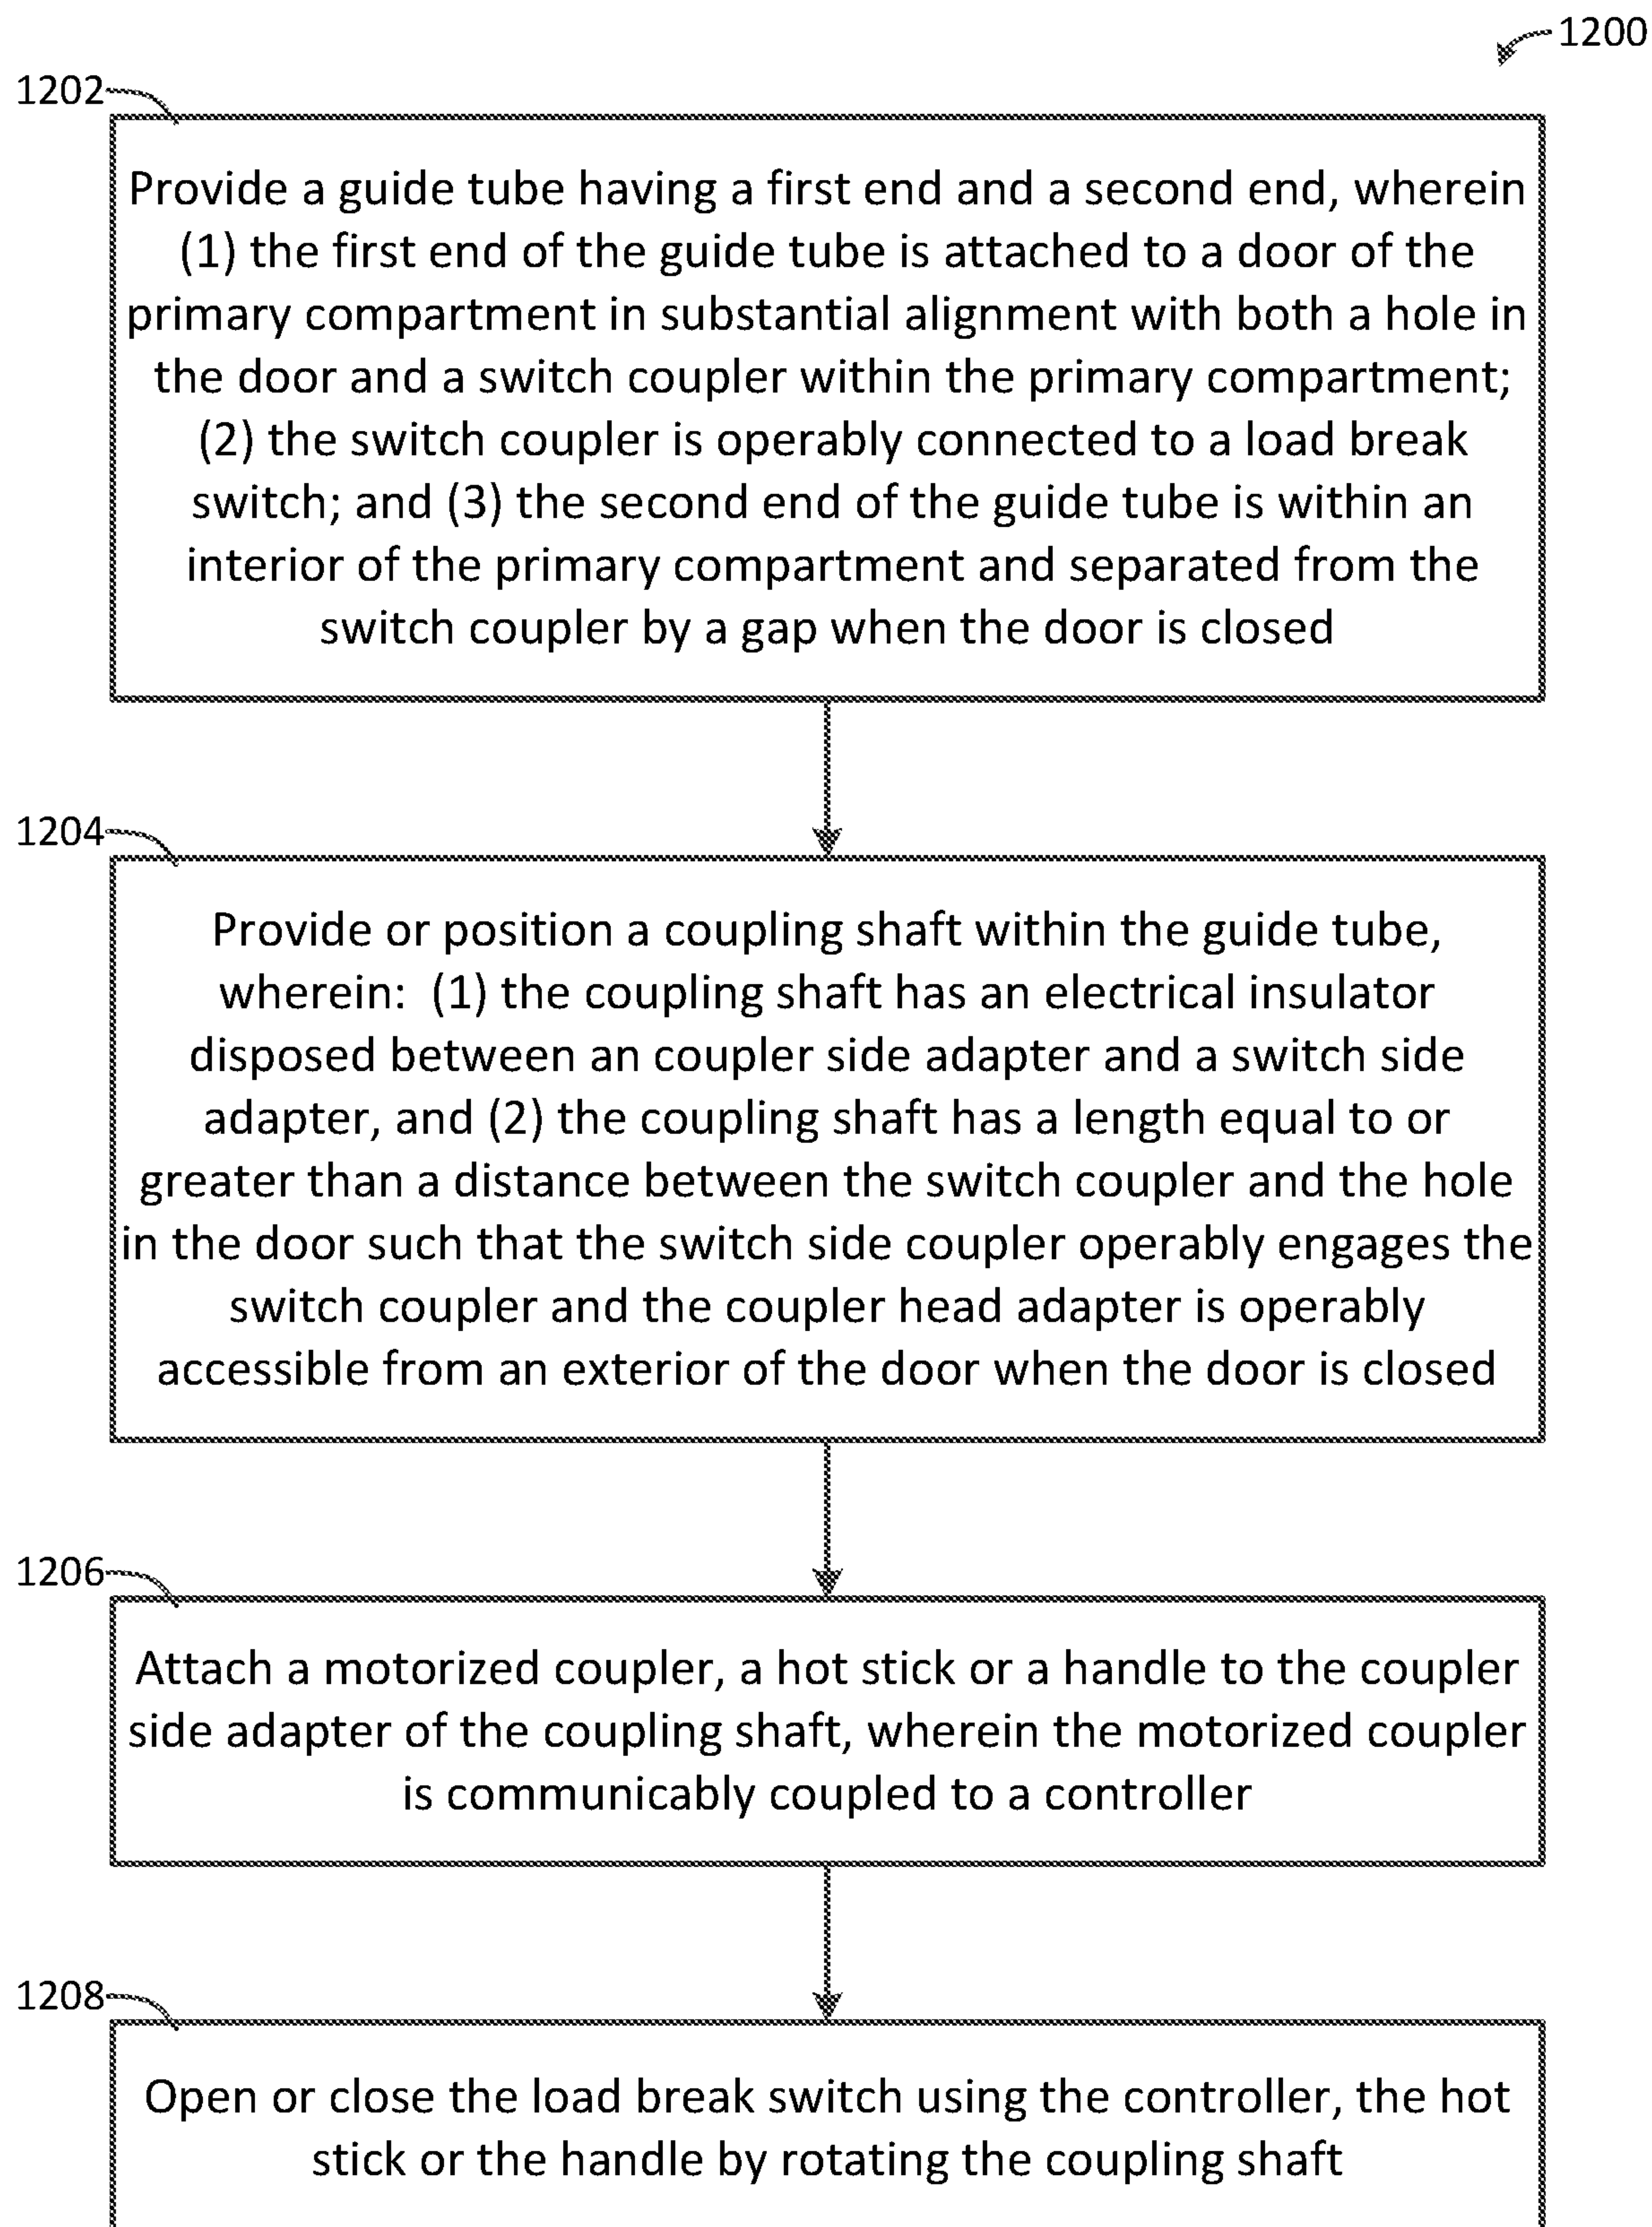 1200
1202
Provide a guide tube having a first end and a second end, wherein
(1) the first end of the guide tube is attached to a door of the
primary compartment in substantial alignment with both a hole in
the door and a switch coupler within the primary compartment;
(2) the switch coupler is operably connected to a load break
switch; and (3) the second end of the guide tube is within an
interior of the primary compartment and separated from the
switch coupler by a gap when the door is closed
1204
Provide or position a coupling shaft within the guide tube,
wherein: (1) the coupling shaft has an electrical insulator
disposed between an coupler side adapter and a switch side
adapter, and (2) the coupling shaft has a length equal to or
greater than a distance between the switch coupler and the hole
in the door such that the switch side coupler operably engages the
switch coupler and the coupler head adapter is operably
accessible from an exterior of the door when the door is closed
1206
Attach a motorized coupler, a hot stick or a handle to the coupler
side adapter of the coupling shaft, wherein the motorized coupler
is communicably coupled to a controller
1208
Open or close the load break switch using the controller, the hot
stick or the handle by rotating the coupling shaft